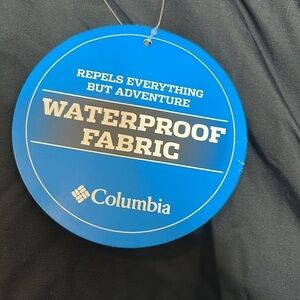 REPELS EVERYTHING
BUT ADVENTURE
WATERPROOF
FABRIC
Columbia